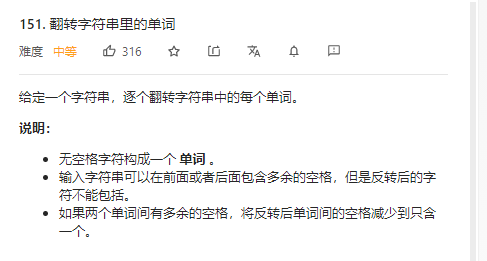 151. 翻转字符串里的单词
难度 中等 316
给定一个字符串，逐个翻转字符串中的每个单词。
说明：
无空格字符构成一个 单词 。
输入字符串可以在前面或者后面包含多余的空格，但是反转后的字
符不能包括。
如果两个单词间有多余的空格，将反转后单词间的空格减少到只含
一个。